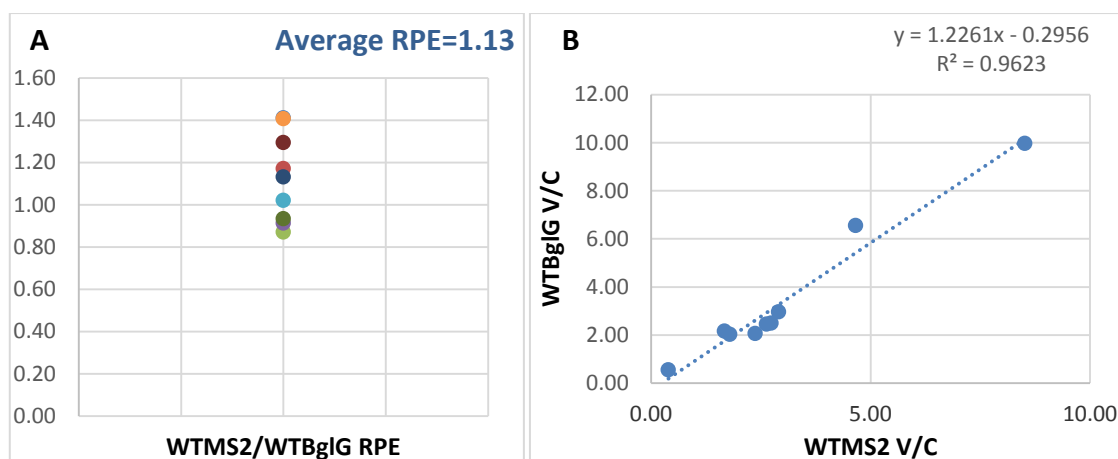 A
Average RPE=1.13
1.60
1.40
1.20
1.00
0.80
0.60
0.40
0.20
0.00
WTMS2/WTBglG RPE
B
y = 1.2261x - 0.2956
R² = 0.9623
12.00
10.00
8.00
6.00
4.00
2.00
0.00
WTBglG V/C
0.00 5.00 10.00
WTMS2 V/C